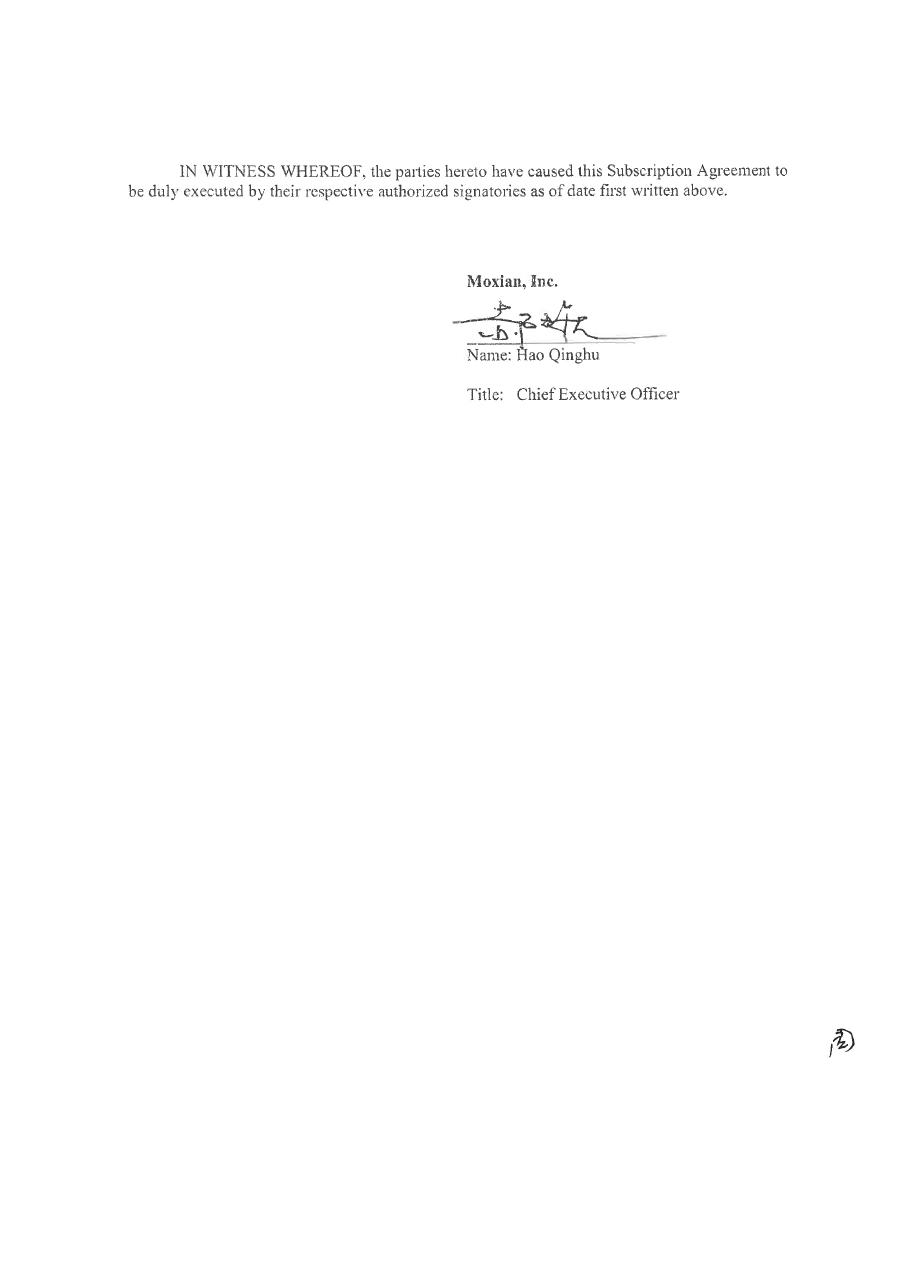 IN WITNESS WHEREOF, the parties hereto have caused this Subscription Agreement to
be duly executed by their respective authorized signatories as of date first written above.
Moxian, Inc.
Name: Hao Qinghu
Title: Chief Executive Officer